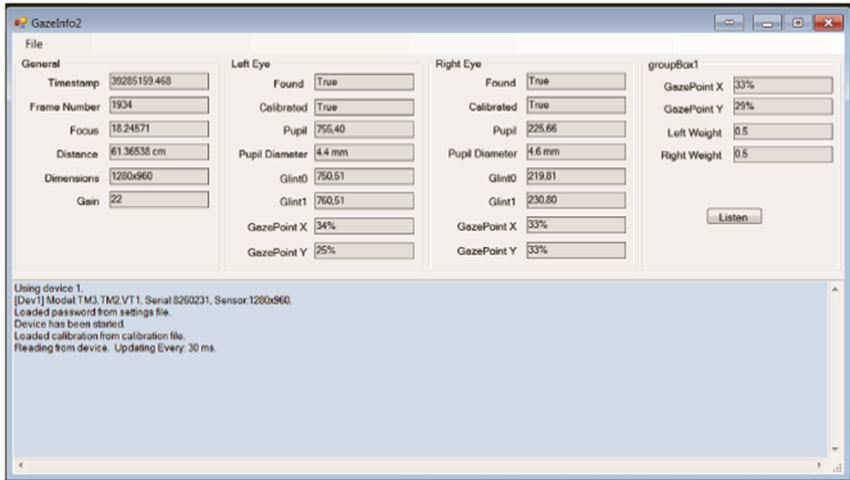 GazeInfo2
File
General
Timestamp 39285159.468
Frame Number 1934
Focus 18.24571
Distance 61.36538 cm
Dimensions 1280x960
Gain 22
Left Eye
Found True
Calibrated True
Pupil 755,40
Pupil Diameter 4.4 mm
Glint0 750,51
Glint1 760,51
GazePoint X 34%
GazePoint Y 25%
Right Eye
Found True
Calibrated True
Pupil 225,66
Pupil Diameter 4.6 mm
Glint0 219,81
Glint1 230,80
GazePoint X 33%
GazePoint Y 33%
groupBox1
GazePoint X 33%
GazePoint Y 29%
Left Weight 0.5
Right Weight 0.5
Listen
Using device 1.
[Dev1] Model:TM3,TM2,VT1, Serial:8260231, Sensor:1280x960.
Loaded password from settings file.
Device has been started.
Loaded calibration from calibration file.
Reading from device.  Updating Every: 30 ms.